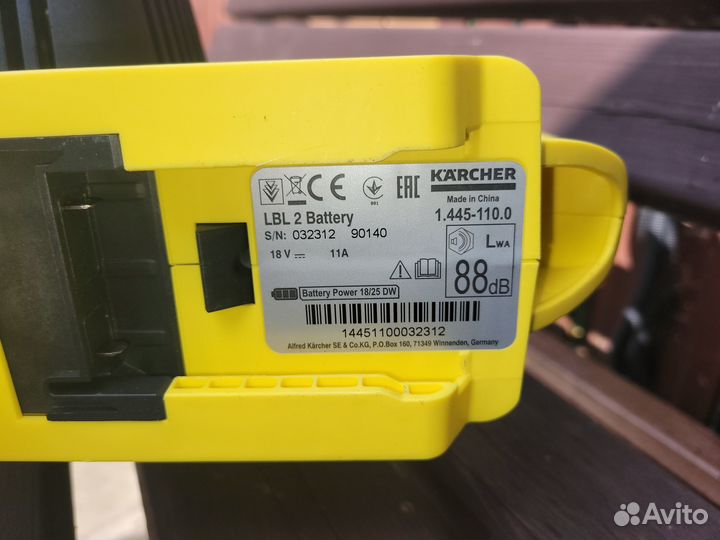 CE 001 EAC KÄRCHER
Made in China
LBL 2 Battery 1.445-110.0
S/N: 032312 90140
18 V 11A
LWA
88dB
Battery Power 18/25 DW
14451100032312
Alfred Kärcher SE & Co.KG, P.O.Box 160, 71349 Winnenden, Germany
Avito